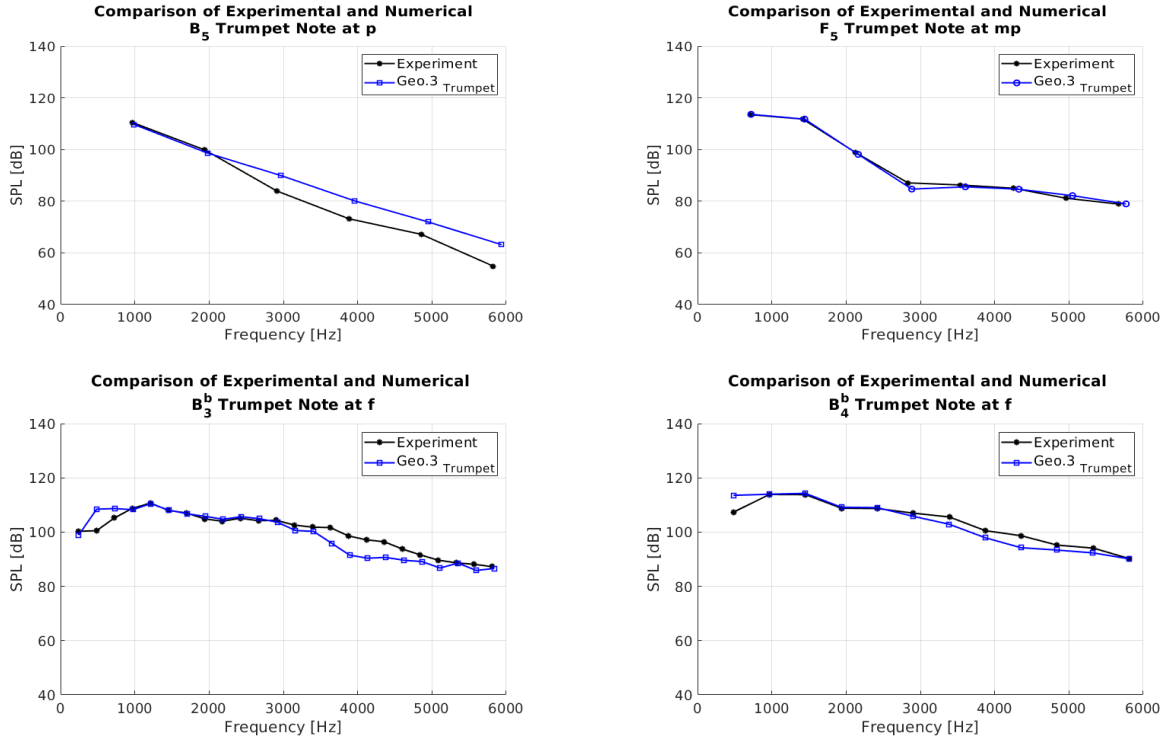 Comparison of Experimental and Numerical
B5 Trumpet Note at p
140
120
100
80
60
40
SPL [dB]
Experiment
Geo.3 Trumpet
0 1000 2000 3000 4000 5000 6000
Frequency [Hz]
Comparison of Experimental and Numerical
F5 Trumpet Note at mp
140
120
100
80
60
40
SPL [dB]
Experiment
Geo.3 Trumpet
0 1000 2000 3000 4000 5000 6000
Frequency [Hz]
Comparison of Experimental and Numerical
B3b Trumpet Note at f
140
120
100
80
60
40
SPL [dB]
Experiment
Geo.3 Trumpet
0 1000 2000 3000 4000 5000 6000
Frequency [Hz]
Comparison of Experimental and Numerical
B4b Trumpet Note at f
140
120
100
80
60
40
SPL [dB]
Experiment
Geo.3 Trumpet
0 1000 2000 3000 4000 5000 6000
Frequency [Hz]